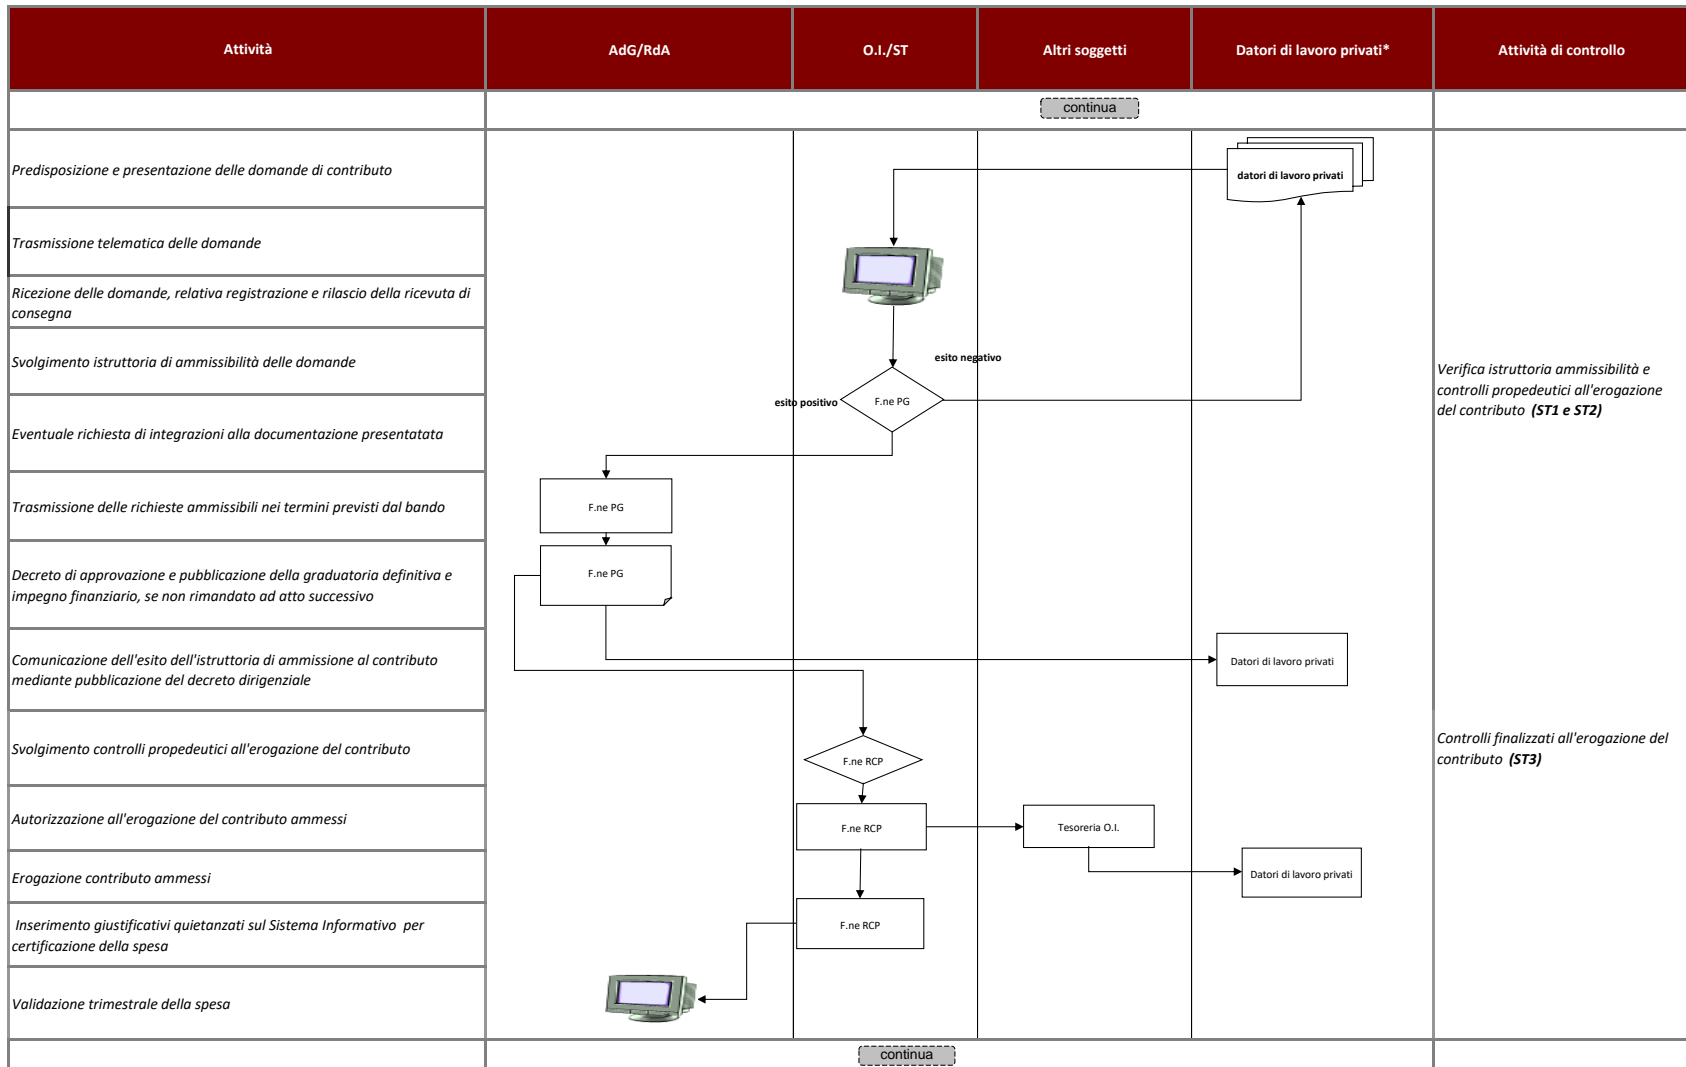 Attività
AdG/RdA
O.I./ST
Altri soggetti
Datori di lavoro privati*
Attività di controllo
continua
Predisposizione e presentazione delle domande di contributo
datori di lavoro privati
Trasmissione telematica delle domande
Ricezione delle domande, relativa registrazione e rilascio della ricevuta di
consegna
Svolgimento istruttoria di ammissibilità delle domande
esito negativo
esito positivo
F.ne PG
Verifica istruttoria ammissibilità e
controlli propedeutici all'erogazione
del contributo (ST1 e ST2)
Eventuale richiesta di integrazioni alla documentazione presentatata
Trasmissione delle richieste ammissibili nei termini previsti dal bando
F.ne PG
Decreto di approvazione e pubblicazione della graduatoria definitiva e
impegno finanziario, se non rimandato ad atto successivo
F.ne PG
Comunicazione dell'esito dell'istruttoria di ammissione al contributo
mediante pubblicazione del decreto dirigenziale
Datori di lavoro privati
Svolgimento controlli propedeutici all'erogazione del contributo
F.ne RCP
Controlli finalizzati all'erogazione del
contributo (ST3)
Autorizzazione all'erogazione del contributo ammessi
F.ne RCP
Tesoreria O.I.
Erogazione contributo ammessi
Datori di lavoro privati
Inserimento giustificativi quietanzati sul Sistema Informativo per
certificazione della spesa
F.ne RCP
Validazione trimestrale della spesa
continua